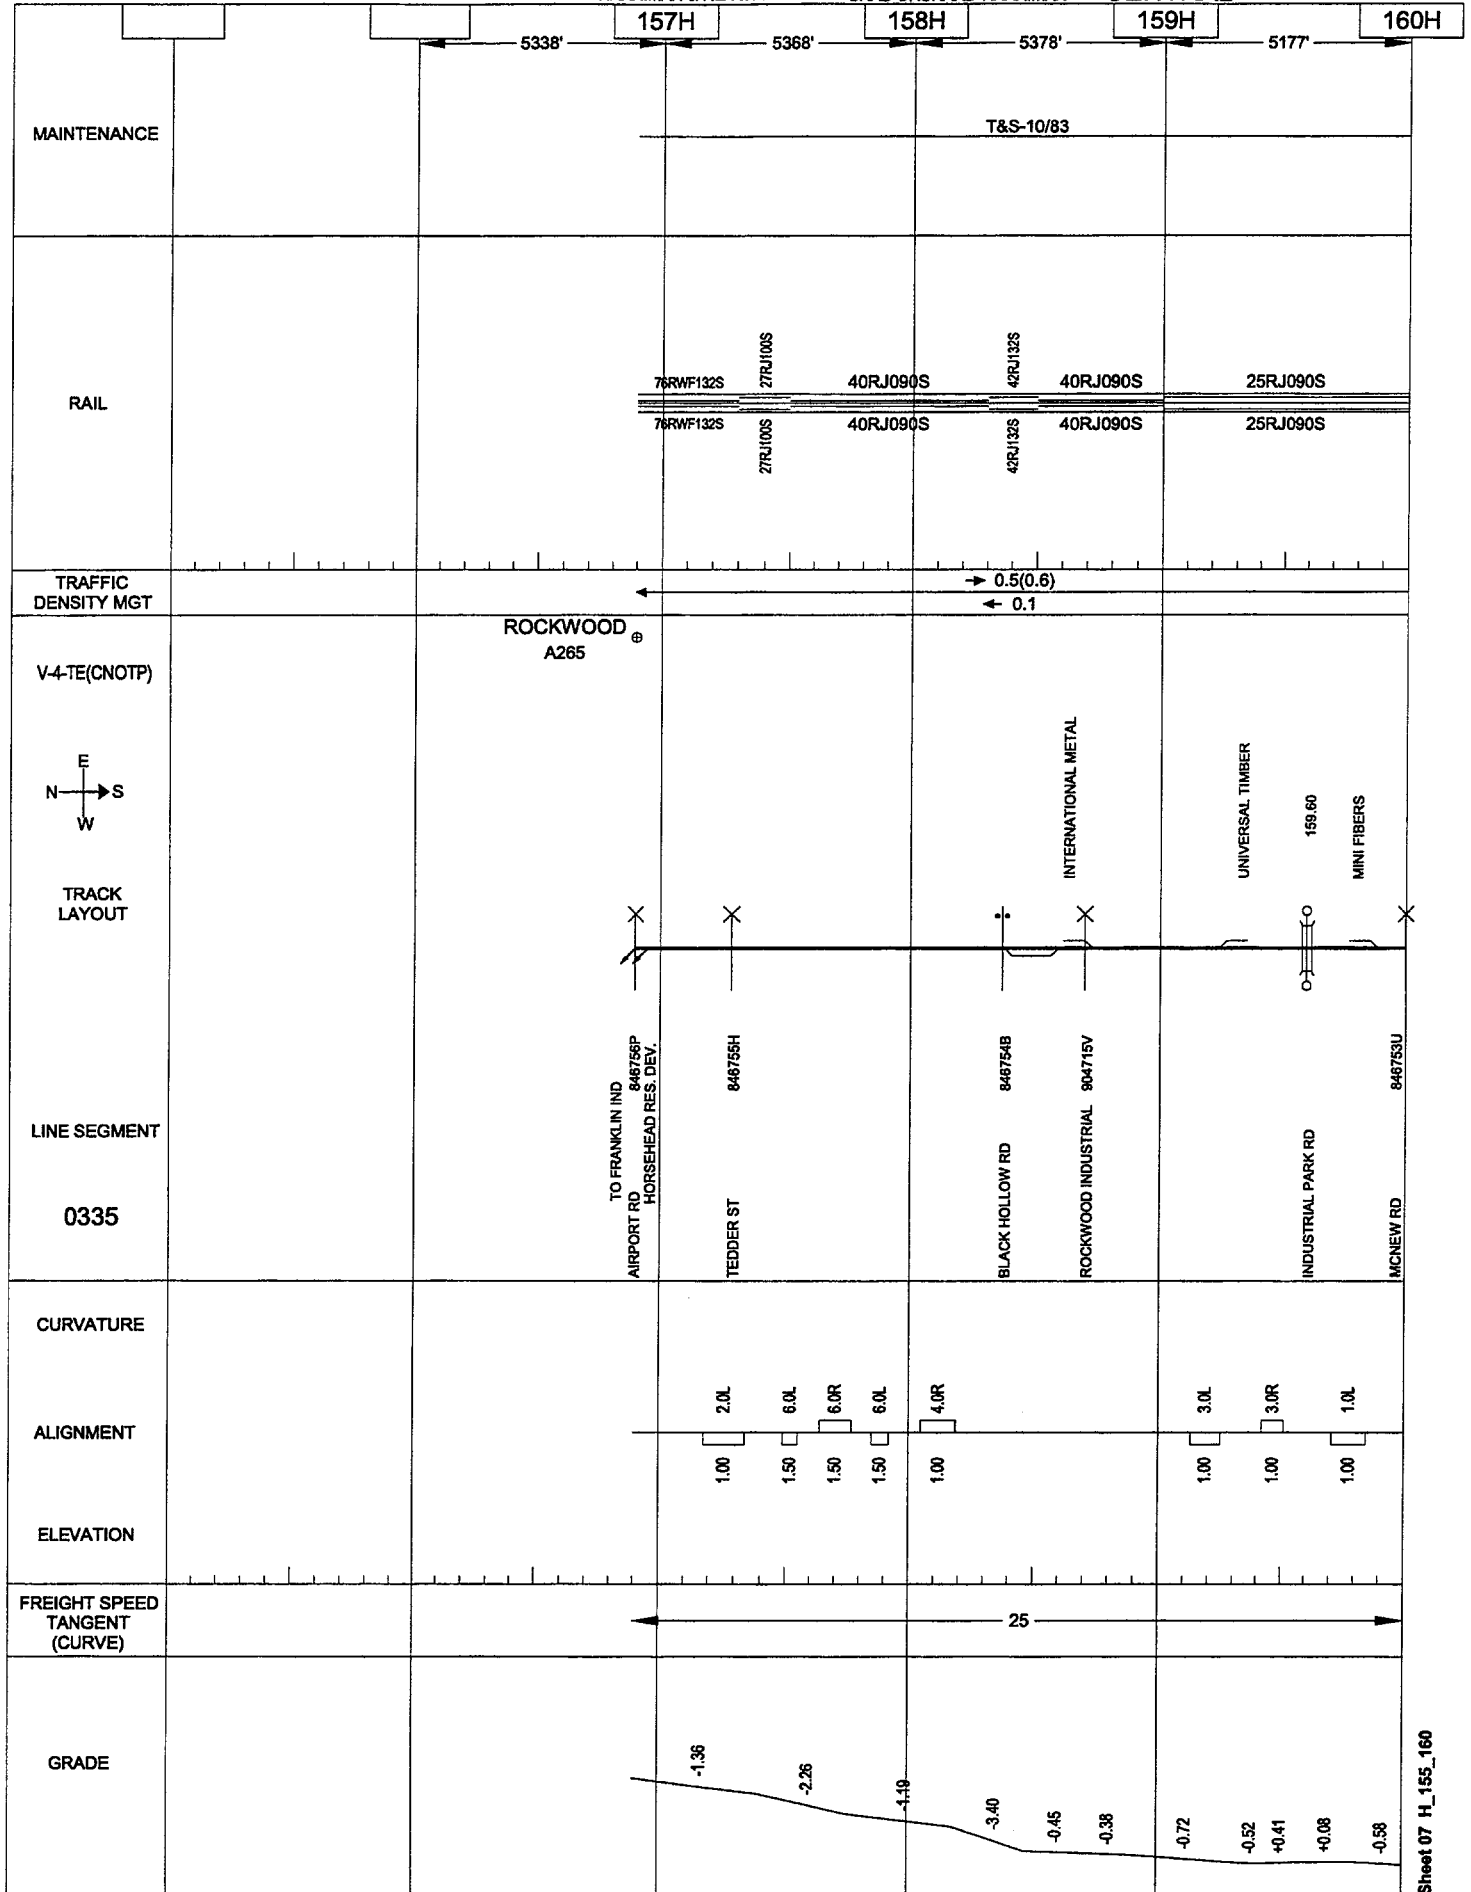 157H 158H 159H 160H
5338' 5368' 5378' 5177'
MAINTENANCE
T&S-10/83
RAIL
76RWF132S 27RJ100S 40RJ090S 42RJ132S 40RJ090S 25RJ090S
76RWF132S 27RJ100S 40RJ090S 42RJ132S 40RJ090S 25RJ090S
TRAFFIC
DENSITY MGT
0.5(0.6)
0.1
ROCKWOOD
A265
V-4-TE(CNOTP)
E
N S
W
INTERNATIONAL METAL
UNIVERSAL TIMBER
159.60
MINI FIBERS
TRACK
LAYOUT
LINE SEGMENT
0335
TO FRANKLIN IND
AIRPORT RD 846756P
HORSEHEAD RES. DEV.
TEDDER ST 846755H
BLACK HOLLOW RD 846754B
ROCKWOOD INDUSTRIAL 904715V
INDUSTRIAL PARK RD
MCNEW RD 846753U
CURVATURE
2.0L 6.0L 6.0R 6.0L 4.0R 3.0L 3.0R 1.0L
ALIGNMENT
1.00 1.50 1.50 1.50 1.00 1.00 1.00 1.00
ELEVATION
FREIGHT SPEED
TANGENT
(CURVE)
25
GRADE
-1.36 -2.26 -1.19 -3.40 -0.45 -0.38 -0.72 -0.52 +0.41 +0.08 -0.58
Sheet 07 H_155_160